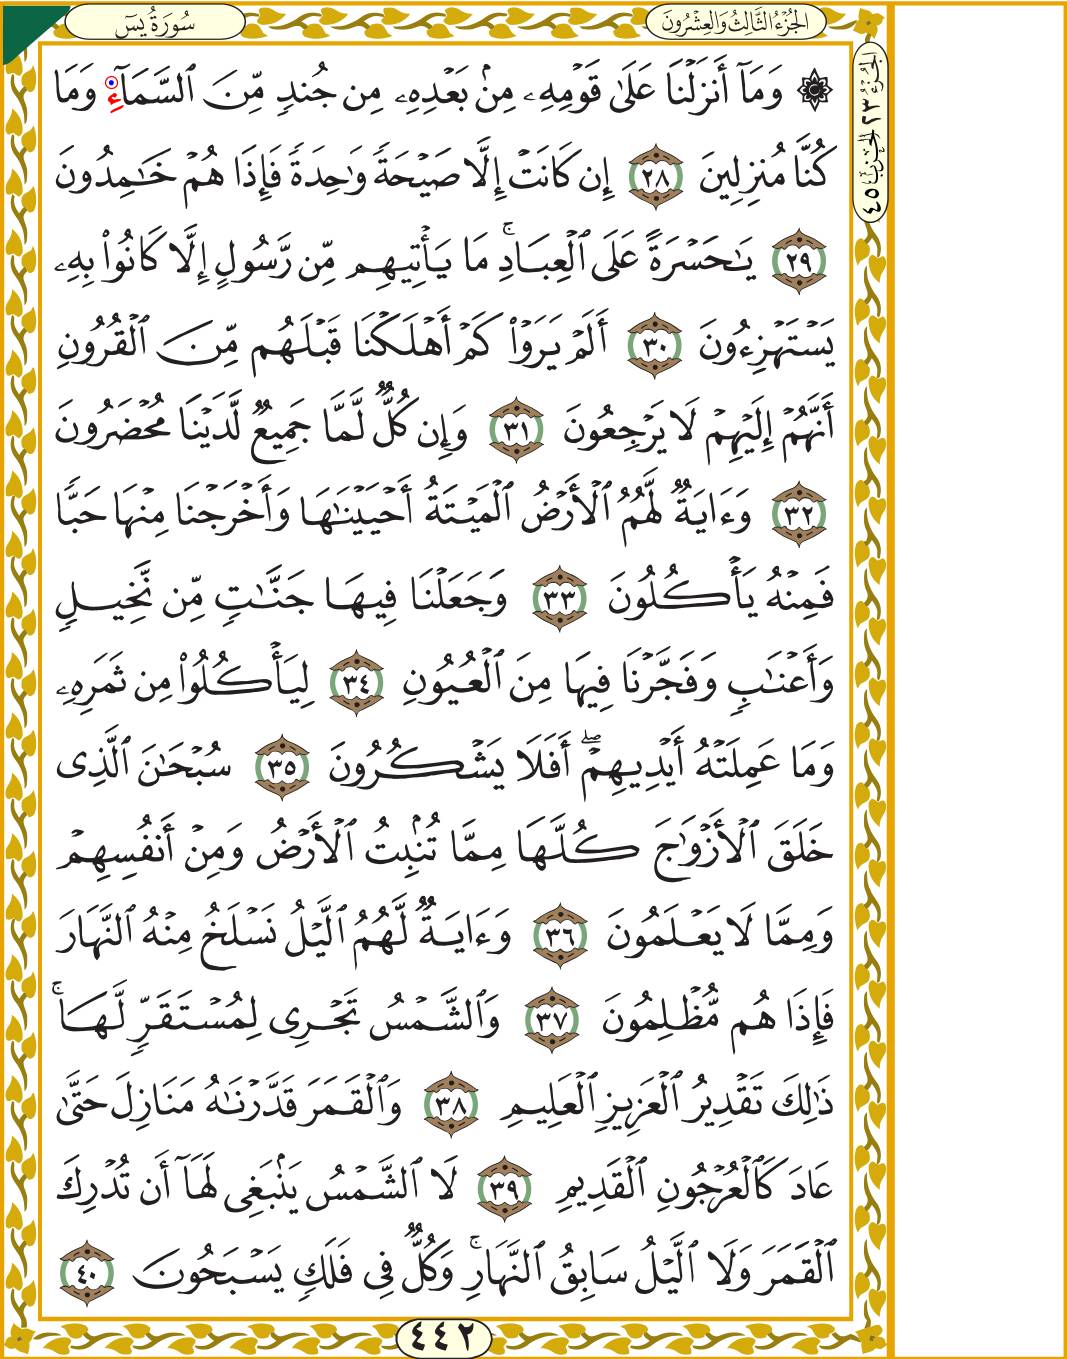 سُورَةُ يسٓ
الجُزْءُ الثَّالِثُ وَالعِشْرُونَ
الجُزْءُ ٢٣ الحِزْبُ ٤٥
۞ وَمَآ أَنزَلْنَا عَلَىٰ قَوْمِهِۦ مِنۢ بَعْدِهِۦ مِن جُندٍ مِّنَ ٱلسَّمَآءِ وَمَا
كُنَّا مُنزِلِينَ ٢٨ إِن كَانَتْ إِلَّا صَيْحَةً وَٰحِدَةً فَإِذَا هُمْ خَـٰمِدُونَ
٢٩ يَـٰحَسْرَةً عَلَى ٱلْعِبَادِ ۚ مَا يَأْتِيهِم مِّن رَّسُولٍ إِلَّا كَانُوا۟ بِهِۦ
يَسْتَهْزِءُونَ ٣٠ أَلَمْ يَرَوْا۟ كَمْ أَهْلَكْنَا قَبْلَهُم مِّنَ ٱلْقُرُونِ
أَنَّهُمْ إِلَيْهِمْ لَا يَرْجِعُونَ ٣١ وَإِن كُلٌّ لَّمَّا جَمِيعٌ لَّدَيْنَا مُحْضَرُونَ
٣٢ وَءَايَةٌ لَّهُمُ ٱلْأَرْضُ ٱلْمَيْتَةُ أَحْيَيْنَـٰهَا وَأَخْرَجْنَا مِنْهَا حَبًّا
فَمِنْهُ يَأْكُلُونَ ٣٣ وَجَعَلْنَا فِيهَا جَنَّـٰتٍ مِّن نَّخِيلٍ
وَأَعْنَـٰبٍ وَفَجَّرْنَا فِيهَا مِنَ ٱلْعُيُونِ ٣٤ لِيَأْكُلُوا۟ مِن ثَمَرِهِۦ
وَمَا عَمِلَتْهُ أَيْدِيهِمْ ۖ أَفَلَا يَشْكُرُونَ ٣٥ سُبْحَـٰنَ ٱلَّذِى
خَلَقَ ٱلْأَزْوَٰجَ كُلَّهَا مِمَّا تُنۢبِتُ ٱلْأَرْضُ وَمِنْ أَنفُسِهِمْ
وَمِمَّا لَا يَعْلَمُونَ ٣٦ وَءَايَةٌ لَّهُمُ ٱلَّيْلُ نَسْلَخُ مِنْهُ ٱلنَّهَارَ
فَإِذَا هُم مُّظْلِمُونَ ٣٧ وَٱلشَّمْسُ تَجْرِى لِمُسْتَقَرٍّ لَّهَا ۚ
ذَٰلِكَ تَقْدِيرُ ٱلْعَزِيزِ ٱلْعَلِيمِ ٣٨ وَٱلْقَمَرَ قَدَّرْنَـٰهُ مَنَازِلَ حَتَّىٰ
عَادَ كَٱلْعُرْجُونِ ٱلْقَدِيمِ ٣٩ لَا ٱلشَّمْسُ يَنۢبَغِى لَهَآ أَن تُدْرِكَ
ٱلْقَمَرَ وَلَا ٱلَّيْلُ سَابِقُ ٱلنَّهَارِ ۚ وَكُلٌّ فِى فَلَكٍ يَسْبَحُونَ ٤٠
٤٤٢